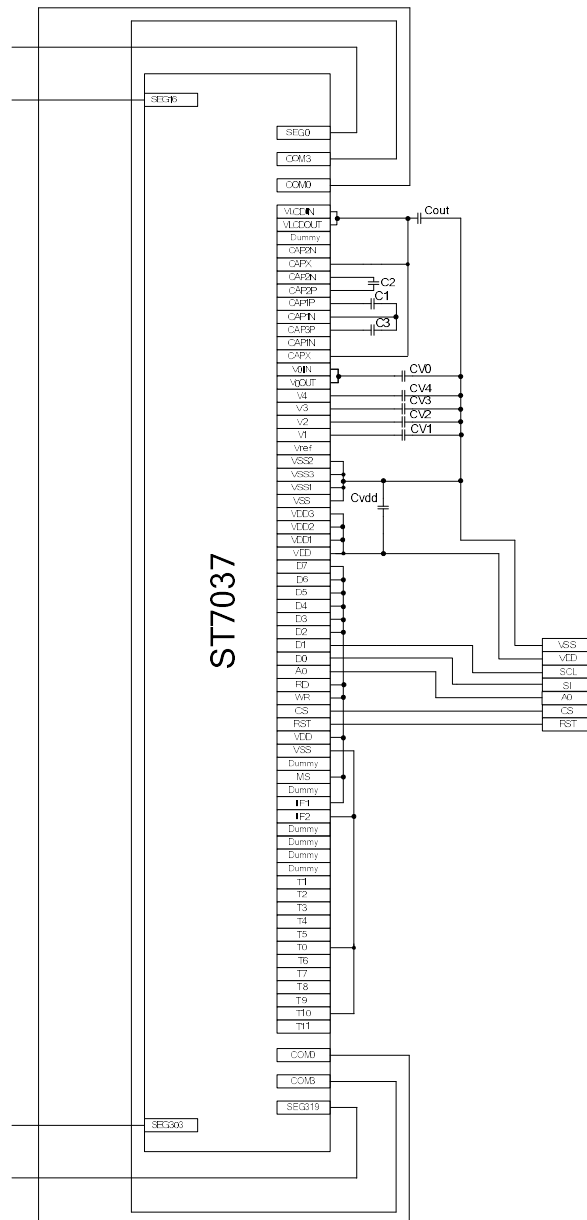 SEG16
SEG0
COM3
COM0
VLCDIN
VLCDOUT
Dummy
CAP2N
CAPX
CAP2N
CAP2P
CAP1P
CAP1N
CAP3P
CAP1N
CAPX
V0IN
V0OUT
V4
V3
V2
V1
Vref
VSS2
VSS3
VSS1
VSS
VDD3
VDD2
VDD1
VDD
D7
D6
D5
D4
D3
D2
D1
D0
A0
RD
WR
CS
RST
VDD
VSS
Dummy
MS
Dummy
IF1
IF2
Dummy
Dummy
Dummy
Dummy
T1
T2
T3
T4
T5
T0
T6
T7
T8
T9
T10
T11
COM0
COM3
SEG319
SEG303
ST7037
Cout
C2
C1
C3
CV0
CV4
CV3
CV2
CV1
Cvdd
VSS
VDD
SCL
SI
A0
CS
RST